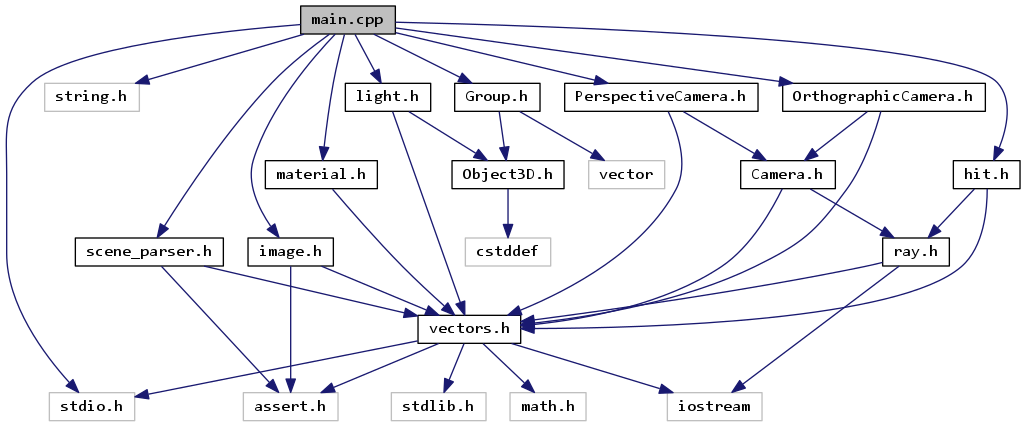 main.cpp
string.h
light.h
Group.h
PerspectiveCamera.h
OrthographicCamera.h
material.h
Object3D.h
vector
Camera.h
hit.h
scene_parser.h
image.h
cstddef
ray.h
vectors.h
stdio.h
assert.h
stdlib.h
math.h
iostream